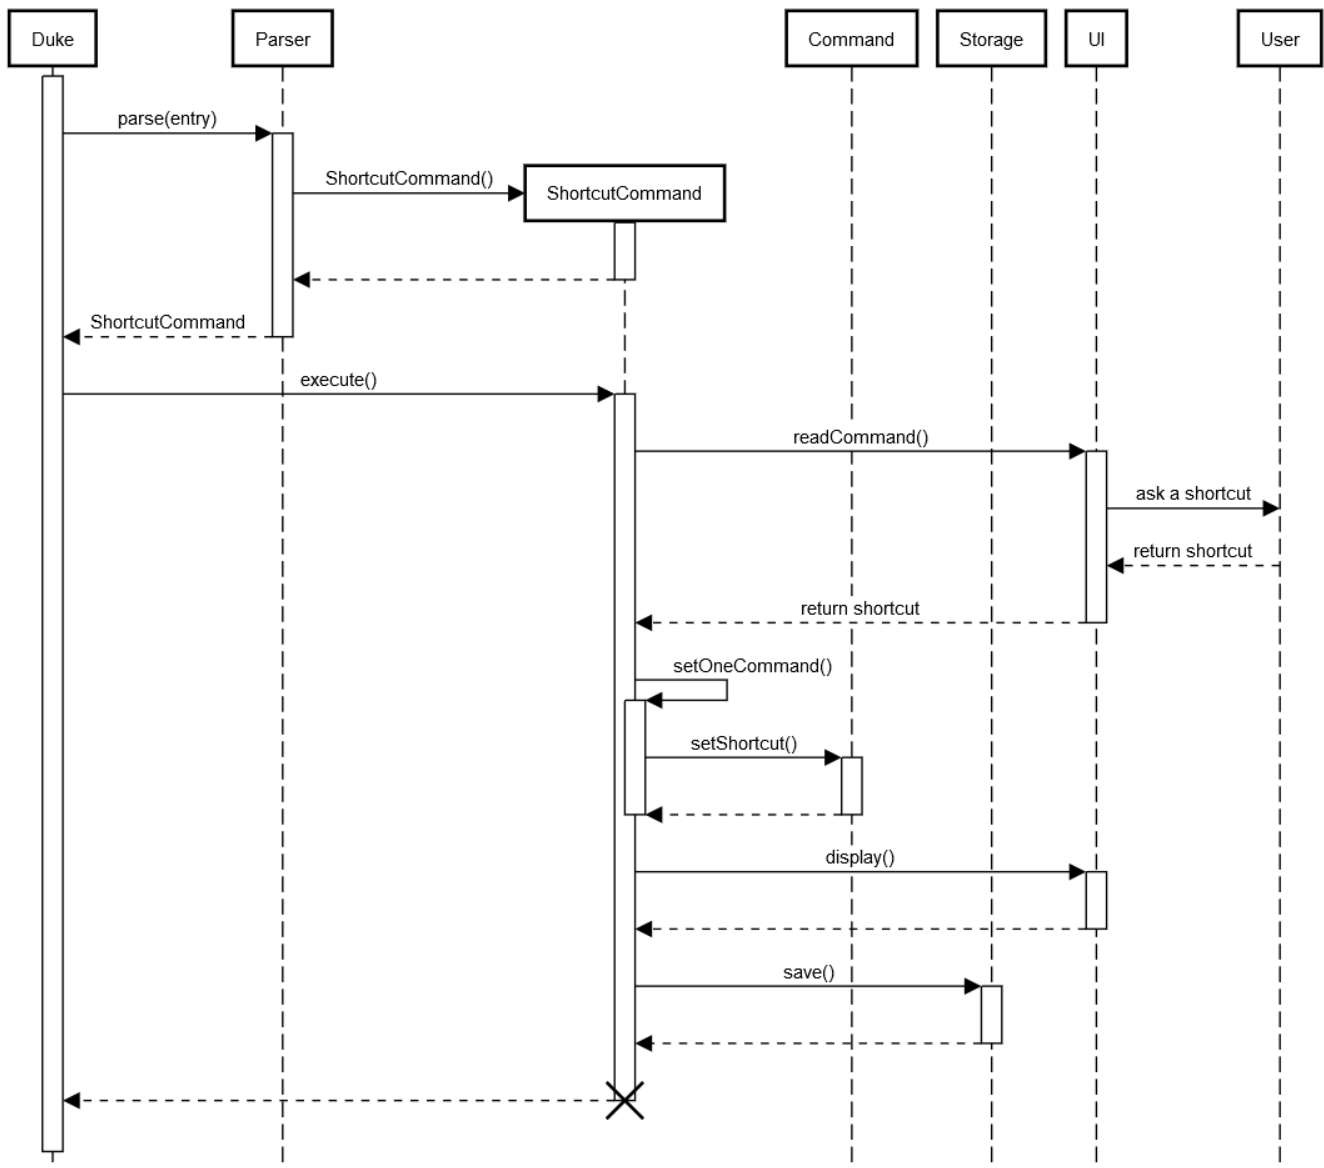 Duke
Parser
Command
Storage
UI
User
parse(entry)
ShortcutCommand()
ShortcutCommand
ShortcutCommand
execute()
readCommand()
ask a shortcut
return shortcut
return shortcut
setOneCommand()
setShortcut()
display()
save()